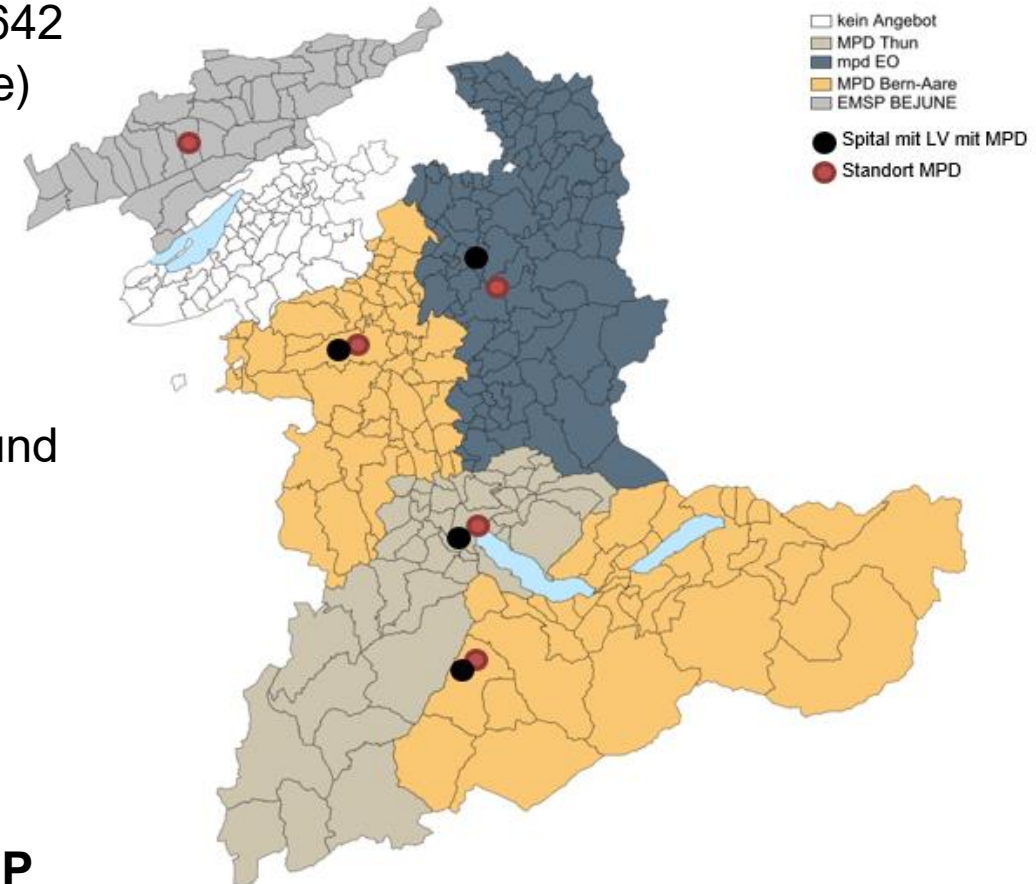 642
e)
und
P
kein Angebot
MPD Thun
mpd EO
MPD Bern-Aare
EMSP BEJUNE
Spital mit LV mit MPD
Standort MPD